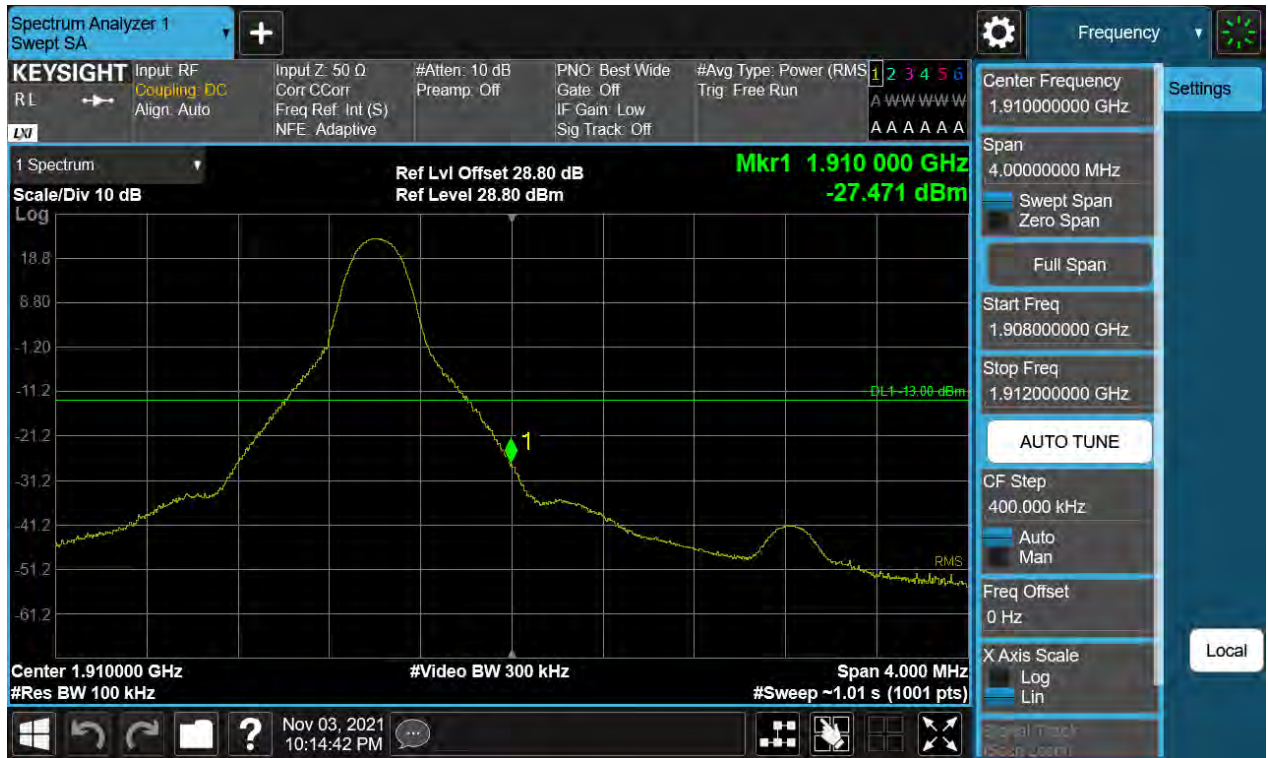 Spectrum Analyzer 1
Swept SA
Frequency
KEYSIGHT
RL
LXI
Input: RF
Coupling: DC
Align: Auto
Input Z: 50 Ω
Corr CCorr
Freq Ref: Int (S)
NFE: Adaptive
#Atten: 10 dB
Preamp: Off
PNO: Best Wide
Gate: Off
IF Gain: Low
Sig Track: Off
#Avg Type: Power (RMS
Trig: Free Run
1 2 3 4 5 6
A W W W W W
A A A A A A
1 Spectrum
Scale/Div 10 dB
Log
Ref Lvl Offset 28.80 dB
Ref Level 28.80 dBm
Mkr1 1.910 000 GHz
-27.471 dBm
18.8
8.80
-1.20
-11.2
-21.2
-31.2
-41.2
-51.2
-61.2
DL1 -13.00 dBm
1
RMS
Center 1.910000 GHz
#Video BW 300 kHz
Span 4.000 MHz
#Res BW 100 kHz
#Sweep ~1.01 s (1001 pts)
Center Frequency
1.910000000 GHz
Settings
Span
4.00000000 MHz
Swept Span
Zero Span
Full Span
Start Freq
1.908000000 GHz
Stop Freq
1.912000000 GHz
AUTO TUNE
CF Step
400.000 kHz
Auto
Man
Freq Offset
0 Hz
X Axis Scale
Log
Lin
Local
Signal Track
(Span Zoom)
?
Nov 03, 2021
10:14:42 PM